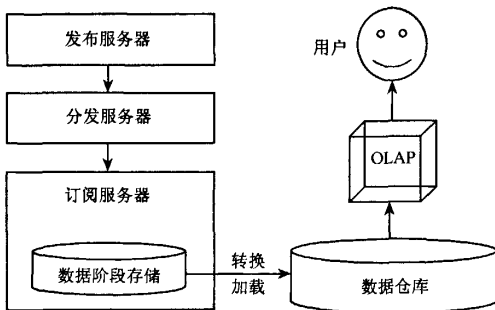 发布服务器
用户
分发服务器
OLAP
订阅服务器
数据阶段存储
转换
加载
数据仓库